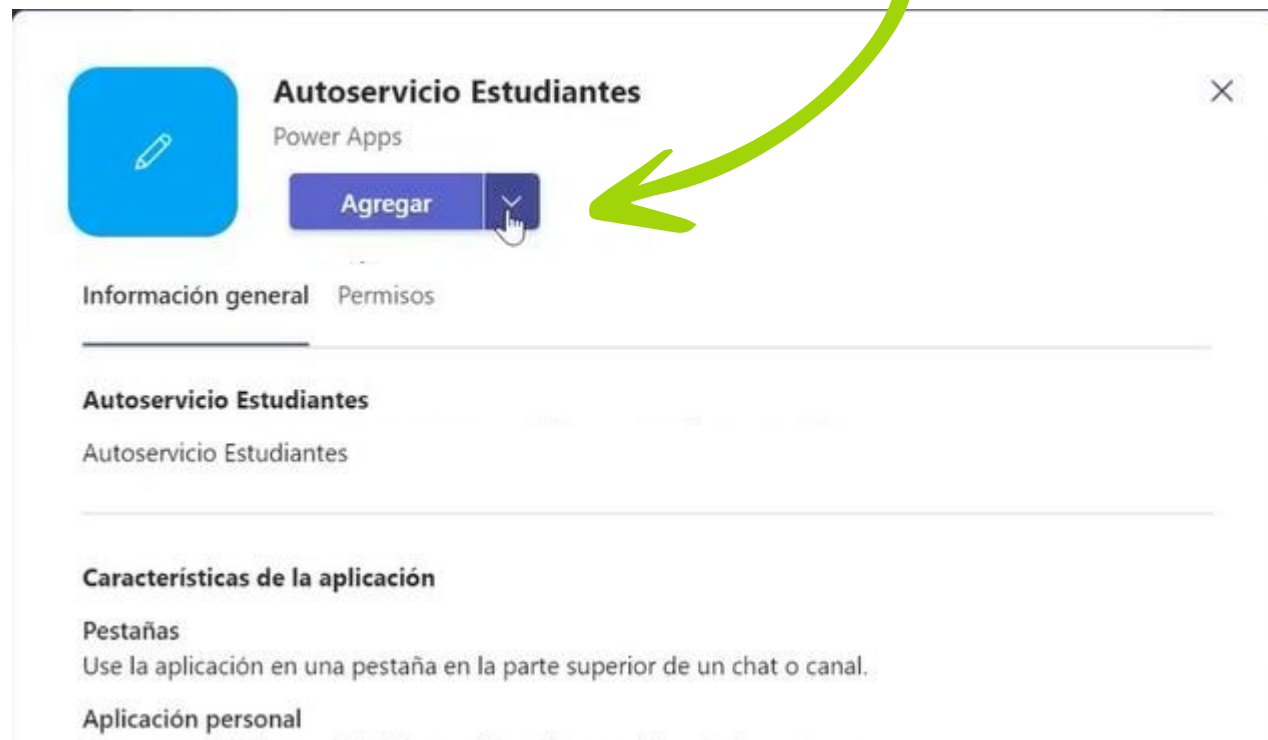 Autoservicio Estudiantes
Power Apps
Agregar
Información general Permisos
Autoservicio Estudiantes
Autoservicio Estudiantes
Características de la aplicación
Pestañas
Use la aplicación en una pestaña en la parte superior de un chat o canal.
Aplicación personal